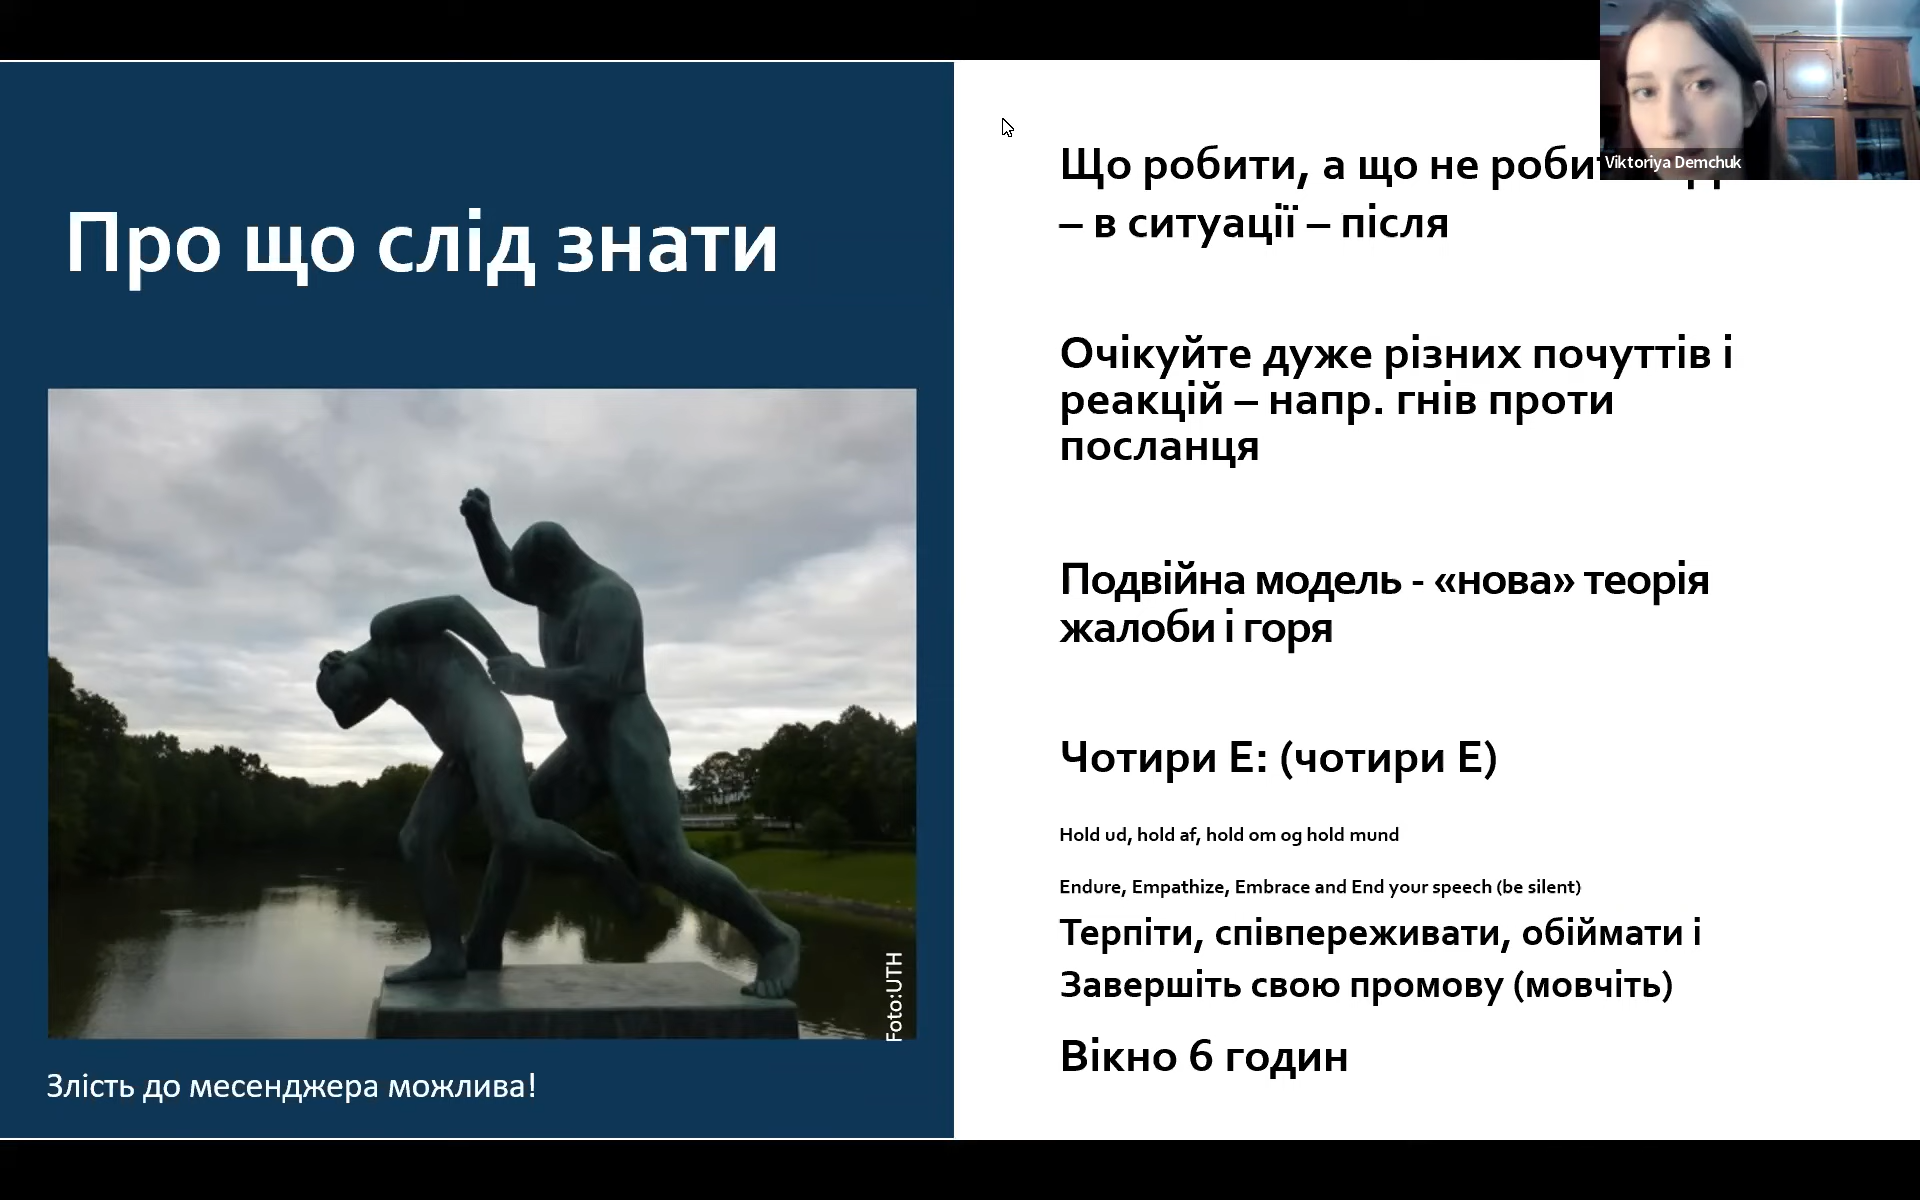 Про що слід знати
Foto:UTH
Злість до месенджера можлива!
Що робити, а що не
– в ситуації – після
Очікуйте дуже різних почуттів і
реакцій – напр. гнів проти
посланця
Подвійна модель - «нова» теорія
жалоби і горя
Чотири Е: (чотири Е)
Hold ud, hold af, hold om og hold mund
Endure, Empathize, Embrace and End your speech (be silent)
Терпіти, співпереживати, обіймати і
Завершіть свою промову (мовчіть)
Вікно 6 годин
Viktoriya Demchuk